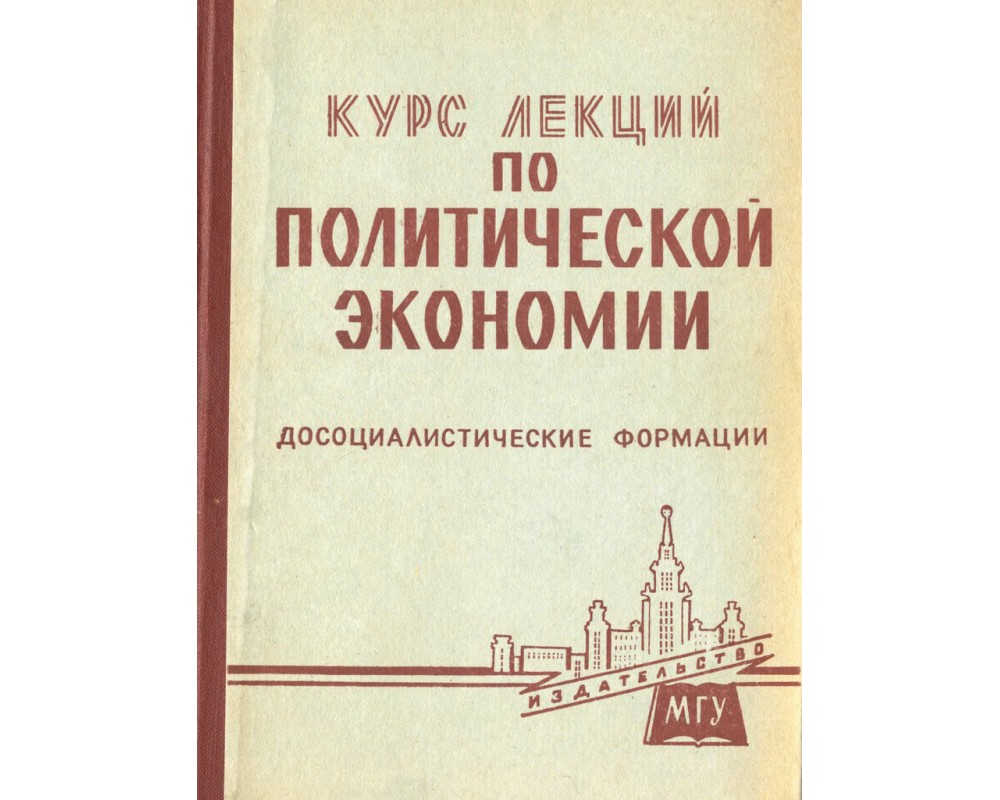 КУРС ЛЕКЦИЙ
ПО
ПОЛИТИЧЕСКОЙ
ЭКОНОМИИ
ДОСОЦИАЛИСТИЧЕСКИЕ ФОРМАЦИИ
ИЗДАТЕЛЬСТВО
МГУ